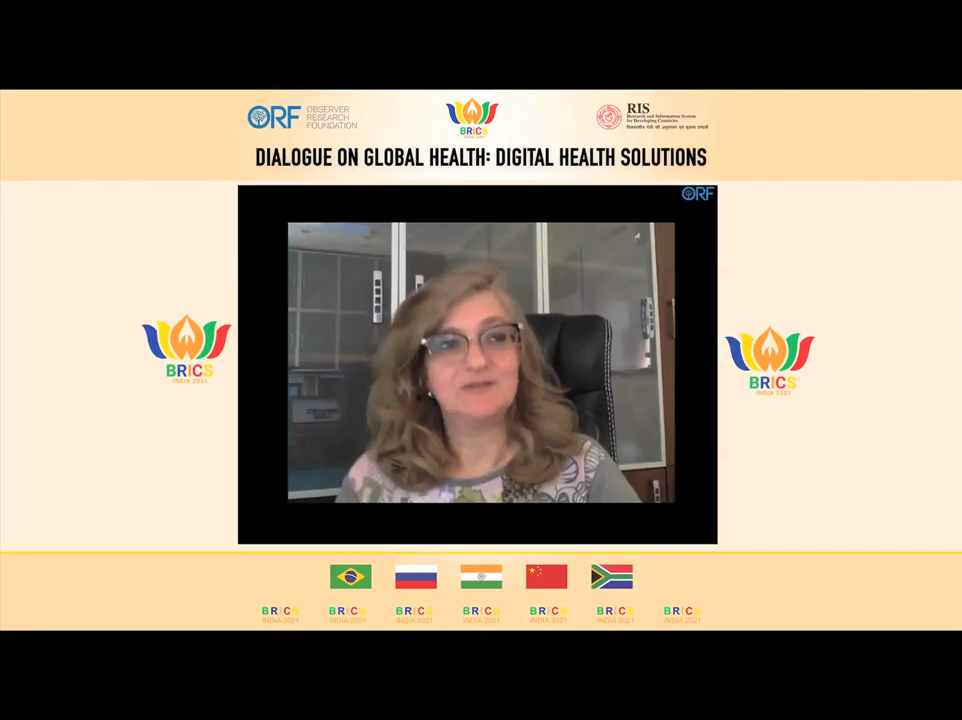 ORF OBSERVER
RESEARCH
FOUNDATION
BRICS
RIS
Research and Information System
for Developing Countries
DIALOGUE ON GLOBAL HEALTH: DIGITAL HEALTH SOLUTIONS
ORF
BRICS
INDIA 2021
BRICS
INDIA 2021
BRICS BRICS BRICS BRICS BRICS BRICS BRICS
INDIA 2021 INDIA 2021 INDIA 2021 INDIA 2021 INDIA 2021 INDIA 2021 INDIA 2021